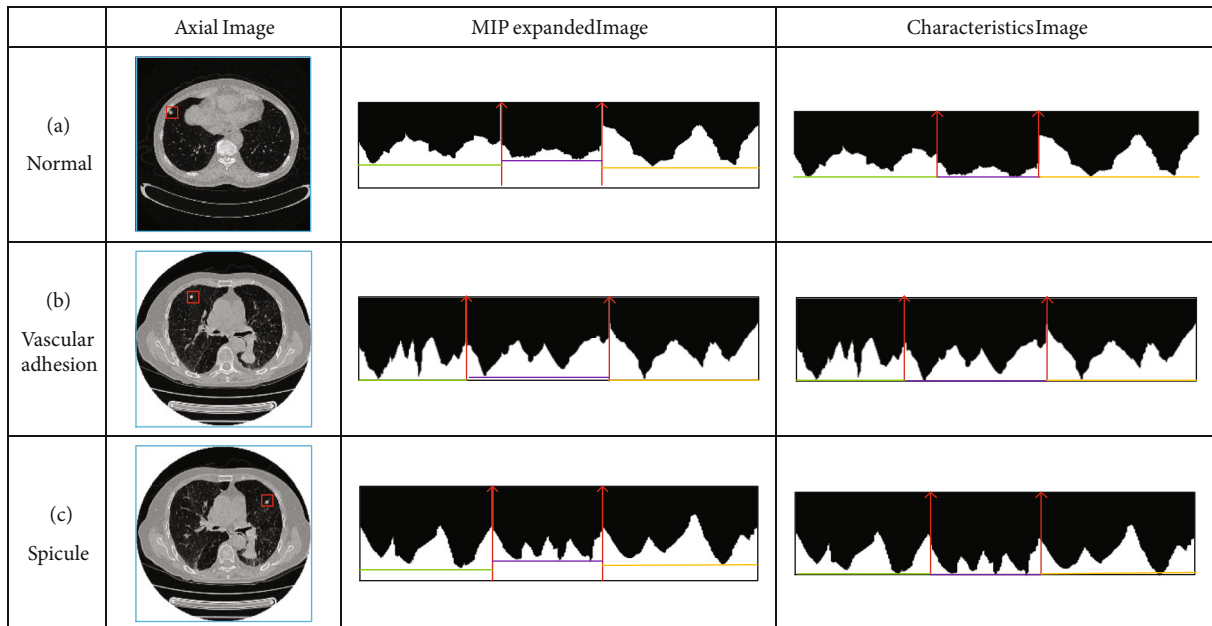 Axial Image
MIP expandedImage
CharacteristicsImage
(a)
Normal
(b)
Vascular
adhesion
(c)
Spicule